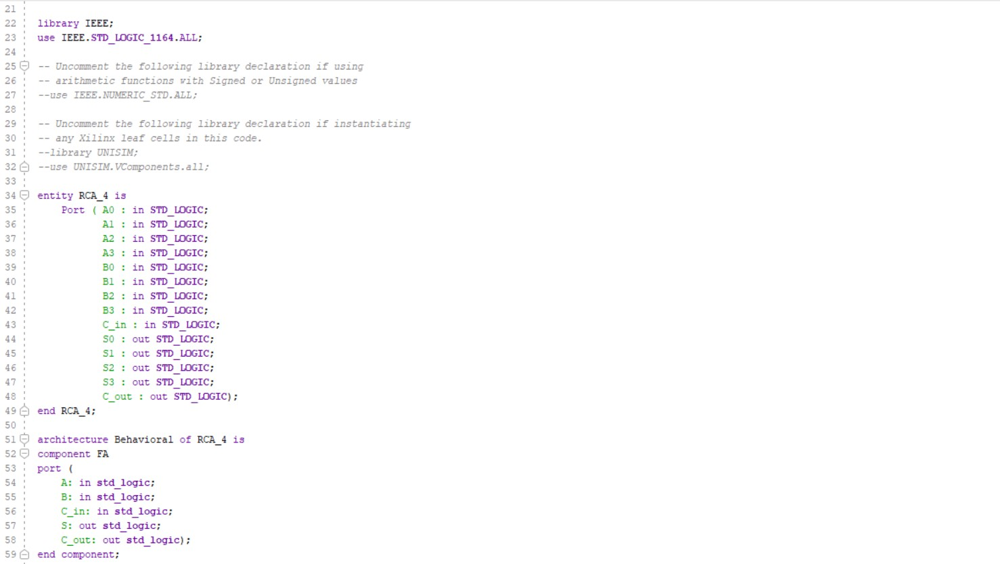 21
22 library IEEE;
23 use IEEE.STD_LOGIC_1164.ALL;
24
25 -- Uncomment the following library declaration if using
26 -- arithmetic functions with Signed or Unsigned values
27 --use IEEE.NUMERIC_STD.ALL;
28
29 -- Uncomment the following library declaration if instantiating
30 -- any Xilinx leaf cells in this code.
31 --library UNISIM;
32 --use UNISIM.VComponents.all;
33
34 entity RCA_4 is
35     Port ( A0 : in STD_LOGIC;
36            A1 : in STD_LOGIC;
37            A2 : in STD_LOGIC;
38            A3 : in STD_LOGIC;
39            B0 : in STD_LOGIC;
40            B1 : in STD_LOGIC;
41            B2 : in STD_LOGIC;
42            B3 : in STD_LOGIC;
43            C_in : in STD_LOGIC;
44            S0 : out STD_LOGIC;
45            S1 : out STD_LOGIC;
46            S2 : out STD_LOGIC;
47            S3 : out STD_LOGIC;
48            C_out : out STD_LOGIC);
49 end RCA_4;
50
51 architecture Behavioral of RCA_4 is
52 component FA
53 port (
54     A: in std_logic;
55     B: in std_logic;
56     C_in: in std_logic;
57     S: out std_logic;
58     C_out: out std_logic);
59 end component;